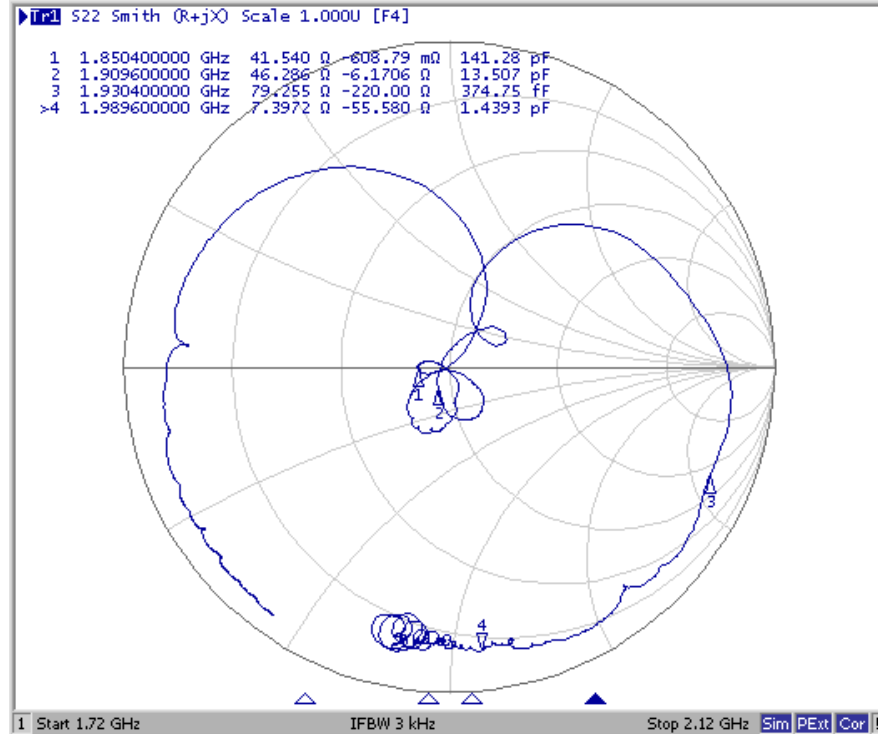 Tr1 S22 Smith (R+jX) Scale 1.000U [F4]
1 1.850400000 GHz 41.540 Ω -608.79 mΩ 141.28 pF
2 1.909600000 GHz 46.286 Ω -6.1706 Ω 13.507 pF
3 1.930400000 GHz 79.255 Ω -220.00 Ω 374.75 fF
>4 1.989600000 GHz 7.3972 Ω -55.580 Ω 1.4393 pF
1
2
3
4
1 Start 1.72 GHz IFBW 3 kHz Stop 2.12 GHz Sim PExt Cor